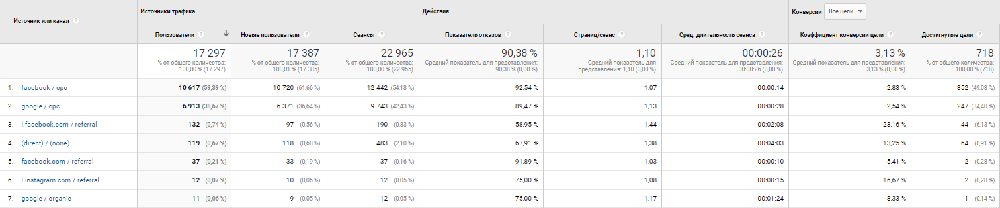 Источник или канал ?
Источники трафика
Действия
Конверсии Все цели
Пользователи ?
Новые пользователи ?
Сеансы ?
Показатель отказов ?
Страниц/сеанс ?
Сред. длительность сеанса ?
Коэффициент конверсии цели ?
Достигнутые цели ?
17 297
% от общего количества:
100,00 % (17 297)
17 387
% от общего количества:
100,01 % (17 385)
22 965
% от общего количества:
100,00 % (22 965)
90,38 %
Средний показатель для представления:
90,38 % (0,00 %)
1,10
Средний показатель для
представления: 1,10 (0,00 %)
00:00:26
Средний показатель для представления:
00:00:26 (0,00 %)
3,13 %
Средний показатель для представления:
3,13 % (0,00 %)
718
% от общего количества:
100,00 % (718)
1. facebook / cpc 10 617 (59,39 %) 10 720 (61,66 %) 12 442 (54,18 %) 92,54 % 1,07 00:00:14 2,83 % 352 (49,03 %)
2. google / cpc 6 913 (38,67 %) 6 371 (36,64 %) 9 743 (42,43 %) 89,47 % 1,13 00:00:28 2,54 % 247 (34,40 %)
3. l.facebook.com / referral 132 (0,74 %) 97 (0,56 %) 190 (0,83 %) 58,95 % 1,44 00:02:08 23,16 % 44 (6,13 %)
4. (direct) / (none) 119 (0,67 %) 118 (0,68 %) 483 (2,10 %) 67,91 % 1,38 00:04:03 13,25 % 64 (8,91 %)
5. facebook.com / referral 37 (0,21 %) 33 (0,19 %) 37 (0,16 %) 91,89 % 1,03 00:00:10 5,41 % 2 (0,28 %)
6. l.instagram.com / referral 12 (0,07 %) 10 (0,06 %) 12 (0,05 %) 75,00 % 1,08 00:00:15 16,67 % 2 (0,28 %)
7. google / organic 11 (0,06 %) 9 (0,05 %) 12 (0,05 %) 75,00 % 1,17 00:01:24 8,33 % 1 (0,14 %)